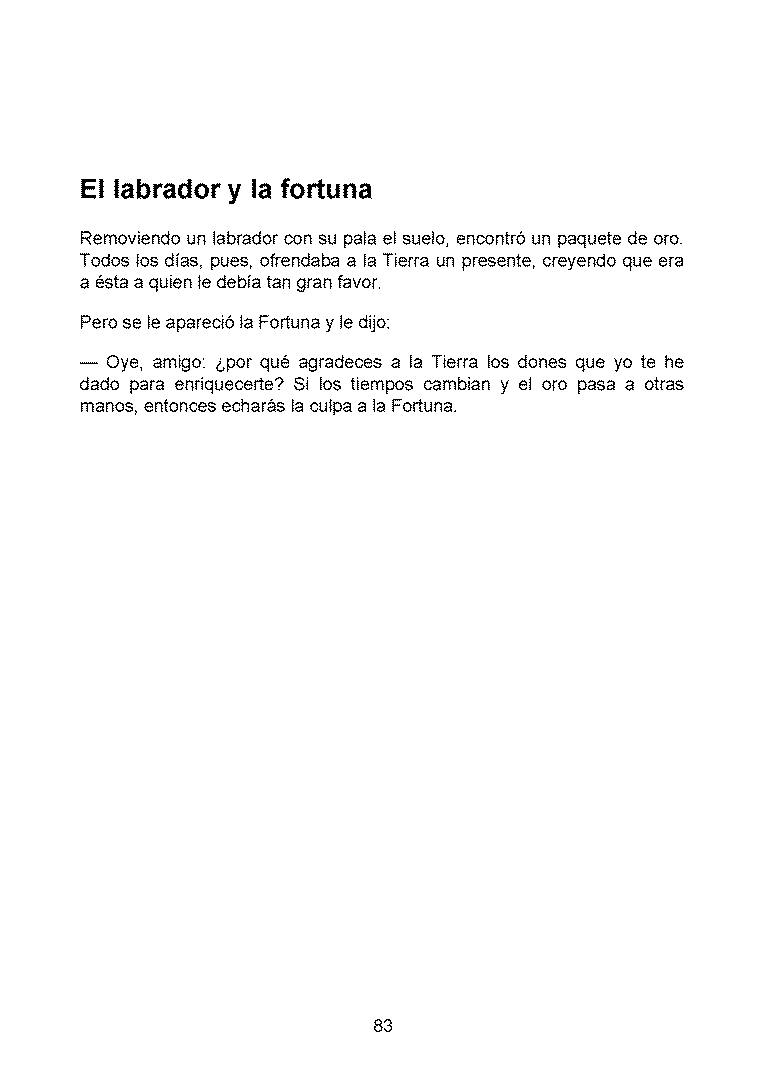 El labrador y la fortuna
Removiendo un labrador con su pala el suelo, encontró un paquete de oro.
Todos los días, pues, ofrendaba a la Tierra un presente, creyendo que era
a ésta a quien le debía tan gran favor.
Pero se le apareció la Fortuna y le dijo:
— Oye, amigo: ¿por qué agradeces a la Tierra los dones que yo te he
dado para enriquecerte? Si los tiempos cambian y el oro pasa a otras
manos, entonces echarás la culpa a la Fortuna.
83